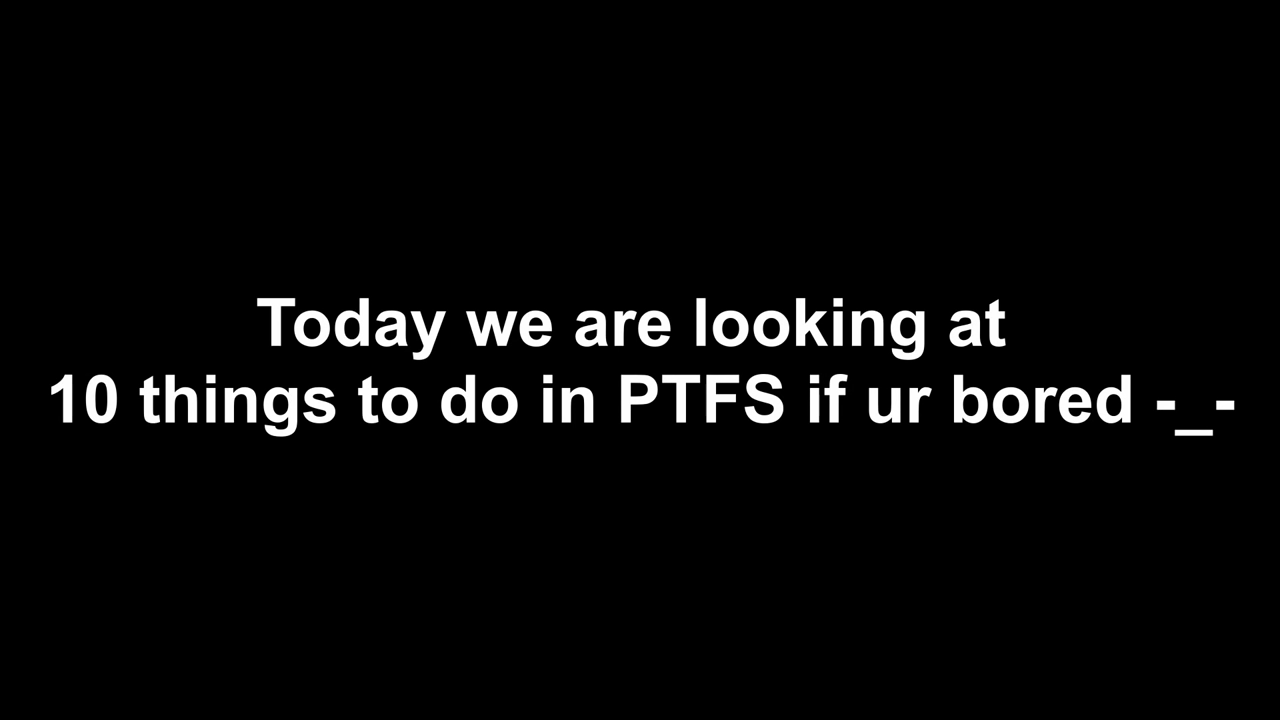 Today we are looking at
10 things to do in PTFS if ur bored -_-